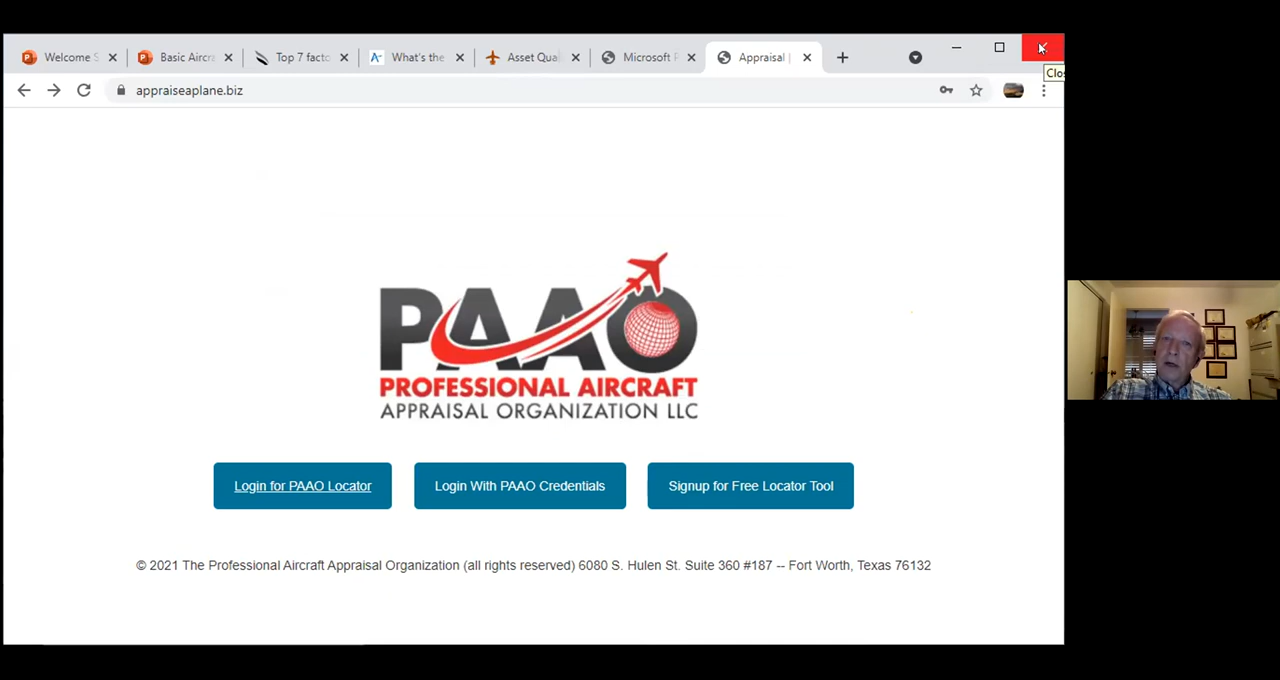 Welcome S
Basic Aircra
Top 7 facto
What's the
Asset Qual
Microsoft P
Appraisal |
Clos
appraiseaplane.biz
PAAO
PROFESSIONAL AIRCRAFT
APPRAISAL ORGANIZATION LLC
Login for PAAO Locator
Login With PAAO Credentials
Signup for Free Locator Tool
© 2021 The Professional Aircraft Appraisal Organization (all rights reserved) 6080 S. Hulen St. Suite 360 #187 -- Fort Worth, Texas 76132